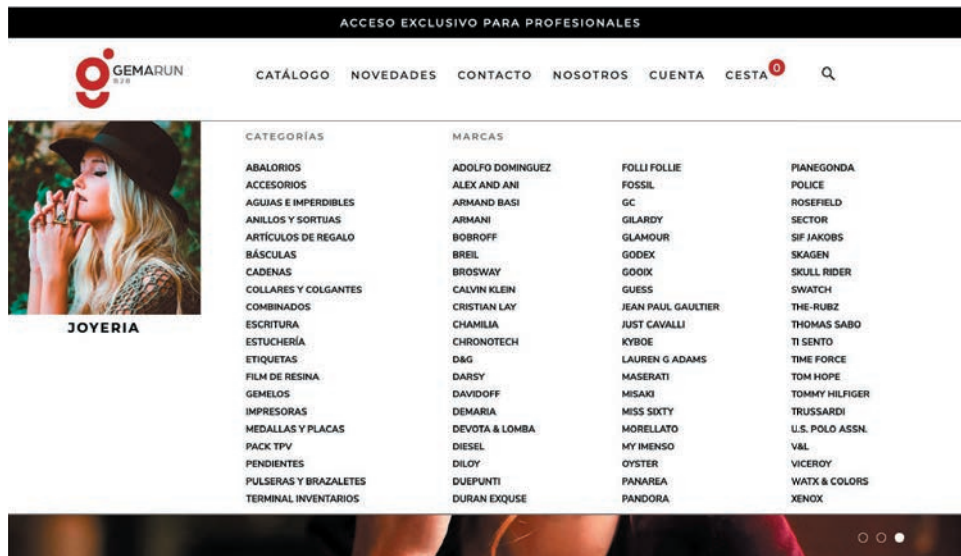 ACCESO EXCLUSIVO PARA PROFESIONALES
GEMARUN
B2B
CATÁLOGO NOVEDADES CONTACTO NOSOTROS CUENTA CESTA 0
JOYERIA
CATEGORÍAS
ABALORIOS
ACCESORIOS
AGUJAS E IMPERDIBLES
ANILLOS Y SORTIJAS
ARTÍCULOS DE REGALO
BÁSCULAS
CADENAS
COLLARES Y COLGANTES
COMBINADOS
ESCRITURA
ESTUCHERÍA
ETIQUETAS
FILM DE RESINA
GEMELOS
IMPRESORAS
MEDALLAS Y PLACAS
PACK TPV
PENDIENTES
PULSERAS Y BRAZALETES
TERMINAL INVENTARIOS
MARCAS
ADOLFO DOMINGUEZ
ALEX AND ANI
ARMAND BASI
ARMANI
BOBROFF
BREIL
BROSWAY
CALVIN KLEIN
CRISTIAN LAY
CHAMILIA
CHRONOTECH
D&G
DARSY
DAVIDOFF
DEMARIA
DEVOTA & LOMBA
DIESEL
DILOY
DUEPUNTI
DURAN EXQUSE
FOLLI FOLLIE
FOSSIL
GC
GILARDY
GLAMOUR
GODEX
GOOIX
GUESS
JEAN PAUL GAULTIER
JUST CAVALLI
KYBOE
LAUREN G ADAMS
MASERATI
MISAKI
MISS SIXTY
MORELLATO
MY IMENSO
OYSTER
PANAREA
PANDORA
PIANEGONDA
POLICE
ROSEFIELD
SECTOR
SIF JAKOBS
SKAGEN
SKULL RIDER
SWATCH
THE-RUBZ
THOMAS SABO
TI SENTO
TIME FORCE
TOM HOPE
TOMMY HILFIGER
TRUSSARDI
U.S. POLO ASSN.
V&L
VICEROY
WATX & COLORS
XENOX